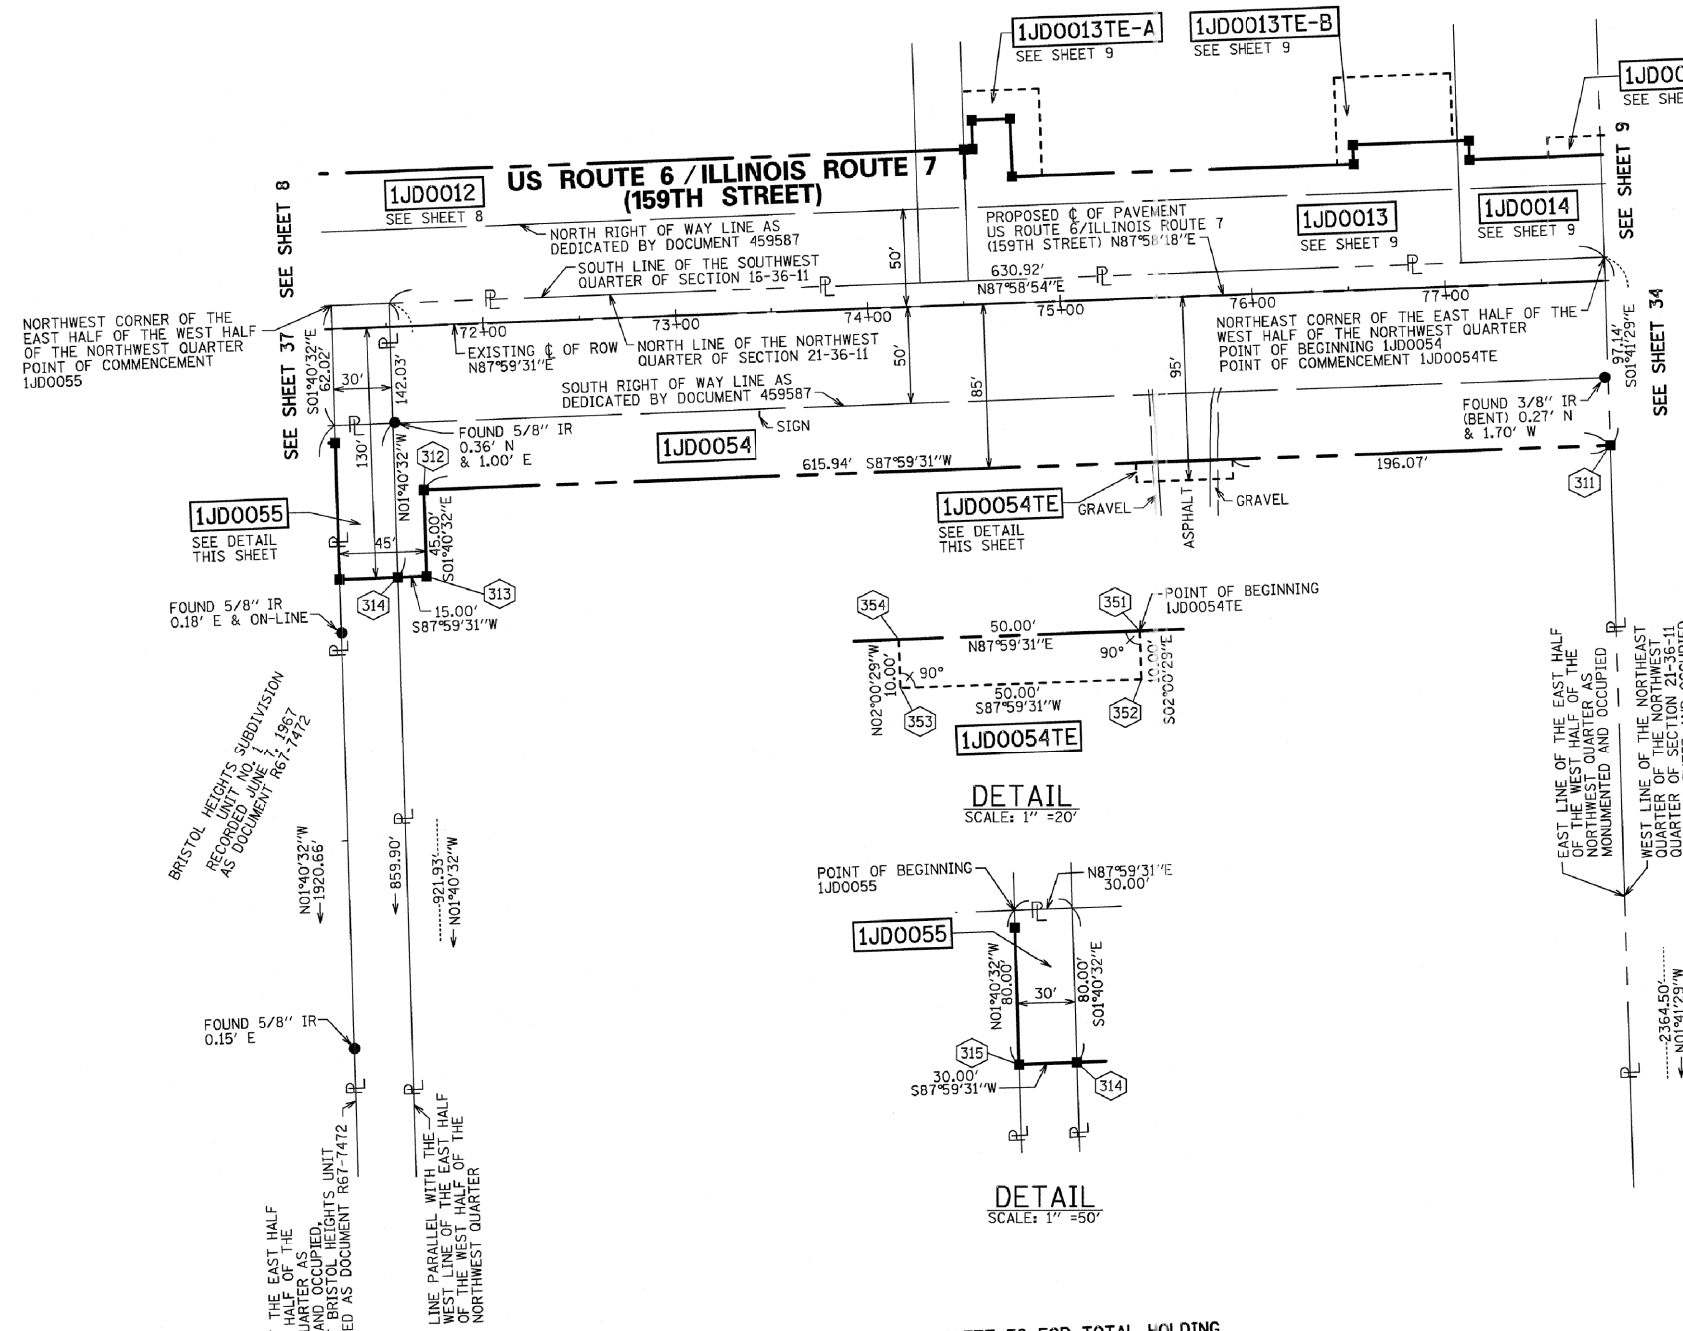 1JD0013TE-A
SEE SHEET 9
1JD0013TE-B
SEE SHEET 9
SEE SHEET 8
1JD0012
SEE SHEET 8
US ROUTE 6 / ILLINOIS ROUTE 7
(159TH STREET)
NORTH RIGHT OF WAY LINE AS
DEDICATED BY DOCUMENT 459587
SOUTH LINE OF THE SOUTHWEST
QUARTER OF SECTION 16-36-11
50'
PROPOSED ℄ OF PAVEMENT
US ROUTE 6/ILLINOIS ROUTE 7
(159TH STREET) N87°58'18"E
1JD0013
SEE SHEET 9
1JD0014
SEE SHEET 9
SEE SHEET 9
630.92'
N87°58'54"E
PL
PL
PL
PL
NORTHWEST CORNER OF THE
EAST HALF OF THE WEST HALF
OF THE NORTHWEST QUARTER
POINT OF COMMENCEMENT
1JD0055
SEE SHEET 37
S01°40'32"E
62.02'
30'
PL
142.03'
72+00
73+00
74+00
75+00
76+00
77+00
EXISTING ℄ OF ROW
N87°59'31"E
NORTH LINE OF THE NORTHWEST
QUARTER OF SECTION 21-36-11
50'
85'
95'
NORTHEAST CORNER OF THE EAST HALF OF THE
WEST HALF OF THE NORTHWEST QUARTER
POINT OF BEGINNING 1JD0054
POINT OF COMMENCEMENT 1JD0054TE
97.14'
S01°41'29"E
SEE SHEET 34
SOUTH RIGHT OF WAY LINE AS
DEDICATED BY DOCUMENT 459587
SIGN
FOUND 3/8" IR
(BENT) 0.27' N
& 1.70' W
PL
130'
FOUND 5/8" IR
0.36' N
& 1.00' E
312
1JD0054
615.94' S87°59'31"W
196.07'
311
N01°40'32"W
45.00'
S01°40'32"E
1JD0055
SEE DETAIL
THIS SHEET
PL
45'
1JD0054TE
SEE DETAIL
THIS SHEET
GRAVEL
ASPHALT
GRAVEL
FOUND 5/8" IR
0.18' E & ON-LINE
314
313
15.00'
S87°59'31"W
PL
354
351
POINT OF BEGINNING
1JD0054TE
50.00'
N87°59'31"E
N02°00'29"W
10.00'
90°
90°
10.00'
S02°00'29"E
50.00'
S87°59'31"W
353
352
1JD0054TE
DETAIL
SCALE: 1" =20'
BRISTOL HEIGHTS SUBDIVISION
UNIT NO. 1,
RECORDED JUNE 7, 1967
AS DOCUMENT R67-7472
N01°40'32"W
1920.66'
PL
859.90'
921.93'
N01°40'32"W
PL
EAST LINE OF THE EAST HALF
OF THE WEST HALF OF THE
NORTHWEST QUARTER AS
MONUMENTED AND OCCUPIED
WEST LINE OF THE NORTHEAST
QUARTER OF THE NORTHWEST
QUARTER OF SECTION 21-36-11
POINT OF BEGINNING
1JD0055
N87°59'31"E
30.00'
PL
1JD0055
N01°40'32"W
80.00'
30'
80.00'
S01°40'32"E
315
30.00'
S87°59'31"W
314
PL
PL
DETAIL
SCALE: 1" =50'
FOUND 5/8" IR
0.15' E
PL
PL
PL
2364.50'
N01°41'29"W
THE EAST HALF
HALF OF THE
AND OCCUPIED,
BRISTOL HEIGHTS UNIT
AS DOCUMENT R67-7472
LINE PARALLEL WITH THE
WEST LINE OF THE EAST HALF
OF THE WEST HALF OF THE
NORTHWEST QUARTER
FOR TOTAL HOLDING